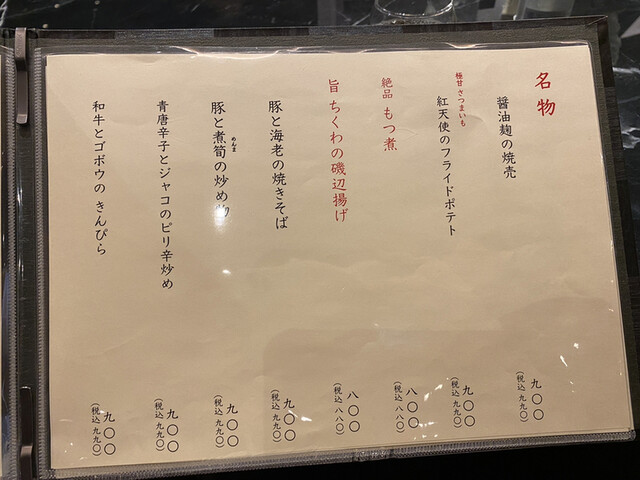 名物
醤油麹の焼売
九〇〇
(税込 九九〇)
極甘 さつまいも
紅天使のフライドポテト
九〇〇
(税込 九九〇)
絶品 もつ煮
八〇〇
(税込 八八〇)
旨 ちくわの磯辺揚げ
八〇〇
(税込 八八〇)
豚と海老の焼きそば
九〇〇
(税込 九九〇)
豚と煮筍の炒め物
めんま
九〇〇
(税込 九九〇)
青唐辛子とジャコのピリ辛炒め
九〇〇
(税込 九九〇)
和牛とゴボウの きんぴら
九〇〇
(税込 九九〇)